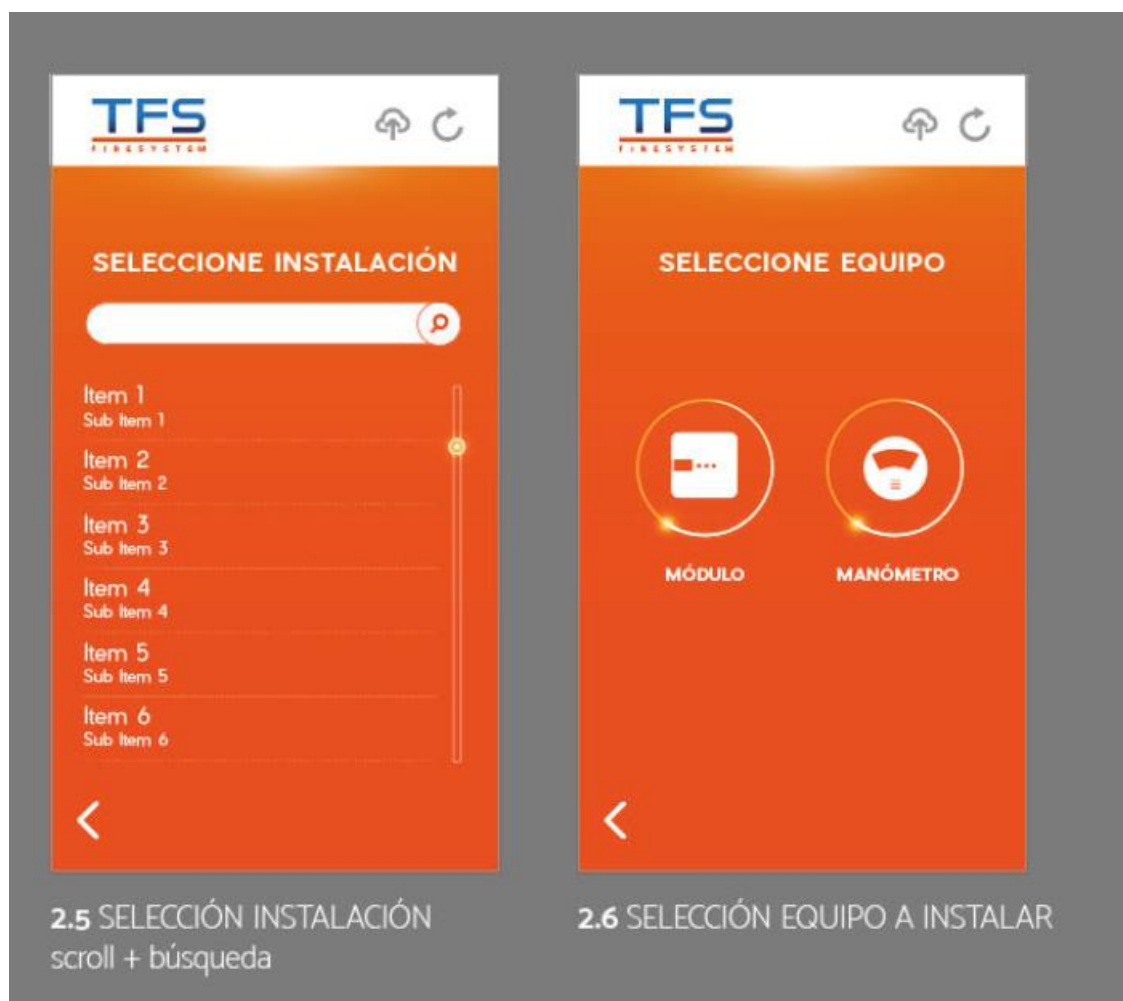 TFS
FIRESYSTEM
SELECCIONE INSTALACIÓN
Item 1
Sub Item 1
Item 2
Sub Item 2
Item 3
Sub Item 3
Item 4
Sub Item 4
Item 5
Sub Item 5
Item 6
Sub Item 6
2.5 SELECCIÓN INSTALACIÓN
scroll + búsqueda
TFS
FIRESYSTEM
SELECCIONE EQUIPO
MÓDULO
MANÓMETRO
2.6 SELECCIÓN EQUIPO A INSTALAR